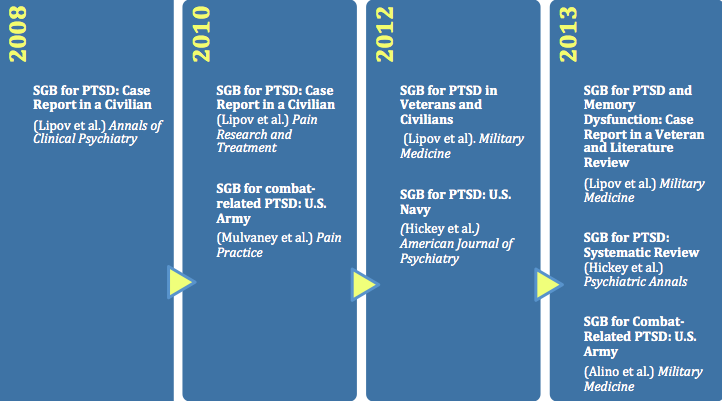 2008
SGB for PTSD: Case
Report in a Civilian
(Lipov et al.) Annals of
Clinical Psychiatry
2010
SGB for PTSD: Case
Report in a Civilian
(Lipov et al.) Pain
Research and
Treatment
SGB for combat-
related PTSD: U.S.
Army
(Mulvaney et al.) Pain
Practice
2012
SGB for PTSD in
Veterans and
Civilians
(Lipov et al). Military
Medicine
SGB for PTSD: U.S.
Navy
(Hickey et al.)
American Journal of
Psychiatry
2013
SGB for PTSD and
Memory
Dysfunction: Case
Report in a Veteran
and Literature
Review
(Lipov et al.) Military
Medicine
SGB for PTSD:
Systematic Review
(Hickey et al.)
Psychiatric Annals
SGB for Combat-
Related PTSD: U.S.
Army
(Alino et al.) Military
Medicine